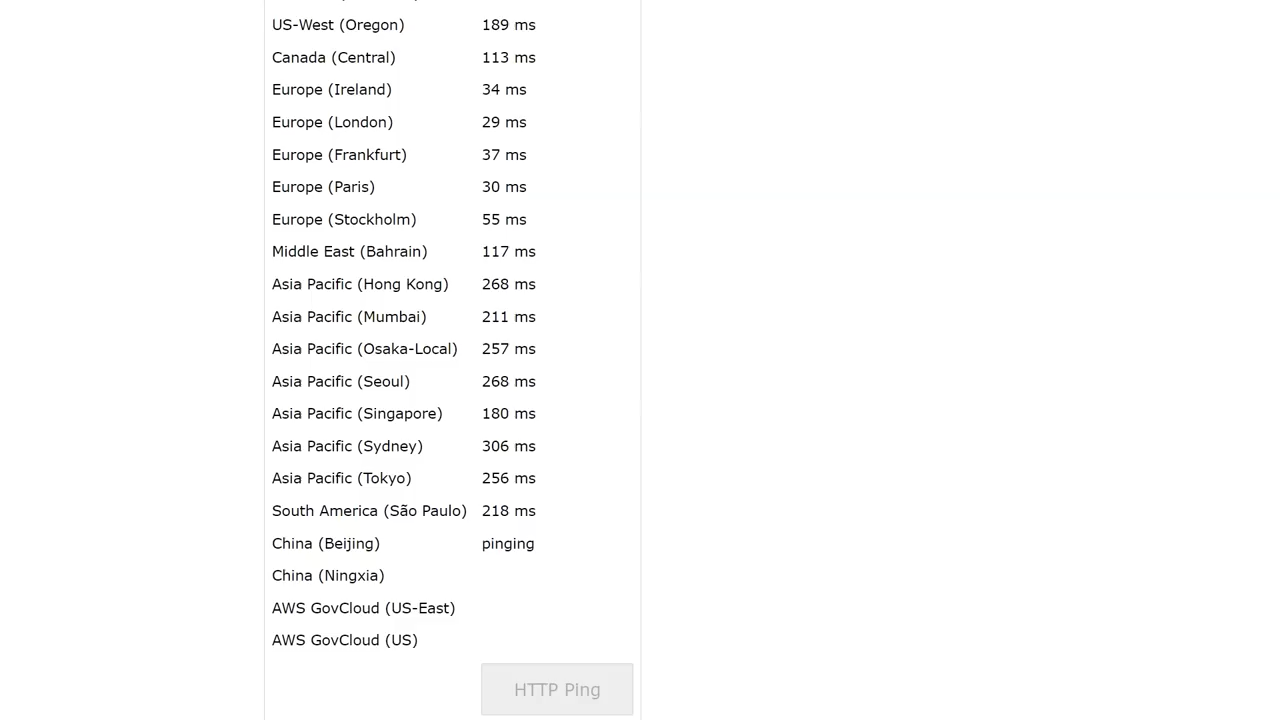 US-West (Oregon) 189 ms
Canada (Central) 113 ms
Europe (Ireland) 34 ms
Europe (London) 29 ms
Europe (Frankfurt) 37 ms
Europe (Paris) 30 ms
Europe (Stockholm) 55 ms
Middle East (Bahrain) 117 ms
Asia Pacific (Hong Kong) 268 ms
Asia Pacific (Mumbai) 211 ms
Asia Pacific (Osaka-Local) 257 ms
Asia Pacific (Seoul) 268 ms
Asia Pacific (Singapore) 180 ms
Asia Pacific (Sydney) 306 ms
Asia Pacific (Tokyo) 256 ms
South America (São Paulo) 218 ms
China (Beijing) pinging
China (Ningxia)
AWS GovCloud (US-East)
AWS GovCloud (US)
HTTP Ping